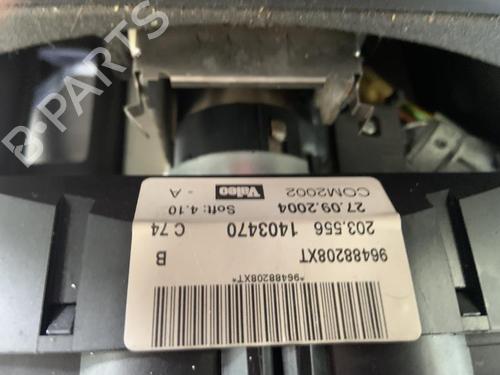 B-PARTS
COM2002 Valeo - A
27.09.2004 Soft: 4.10
203.556 1403470 C 74
96488208XT B
*96488208XT*